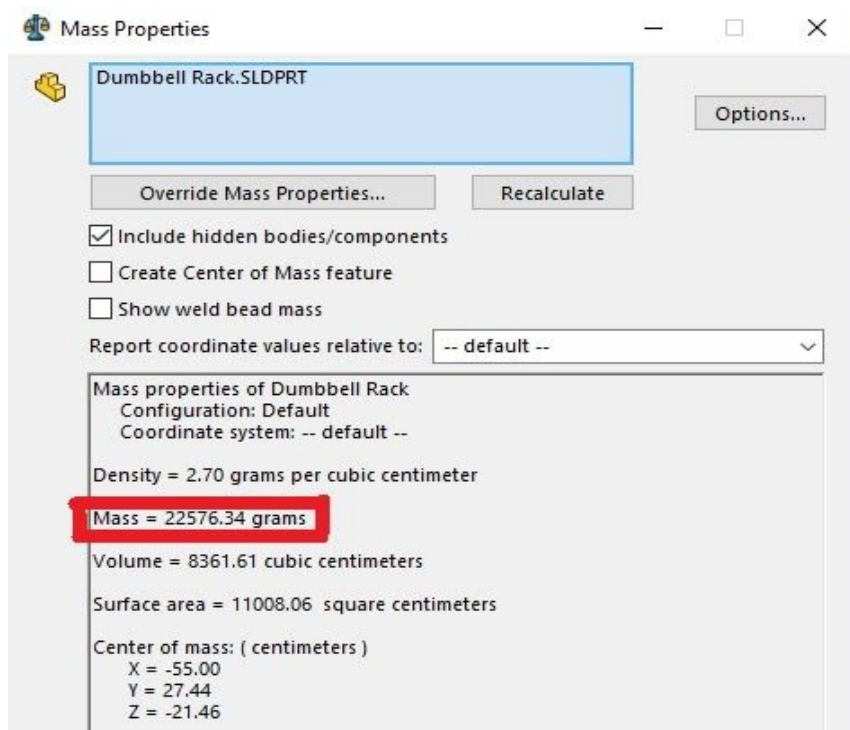 Mass Properties
Dumbbell Rack.SLDPRT
Options...
Override Mass Properties...
Recalculate
Include hidden bodies/components
Create Center of Mass feature
Show weld bead mass
Report coordinate values relative to: -- default --
Mass properties of Dumbbell Rack
Configuration: Default
Coordinate system: -- default --
Density = 2.70 grams per cubic centimeter
Mass = 22576.34 grams
Volume = 8361.61 cubic centimeters
Surface area = 11008.06 square centimeters
Center of mass: ( centimeters )
X = -55.00
Y = 27.44
Z = -21.46